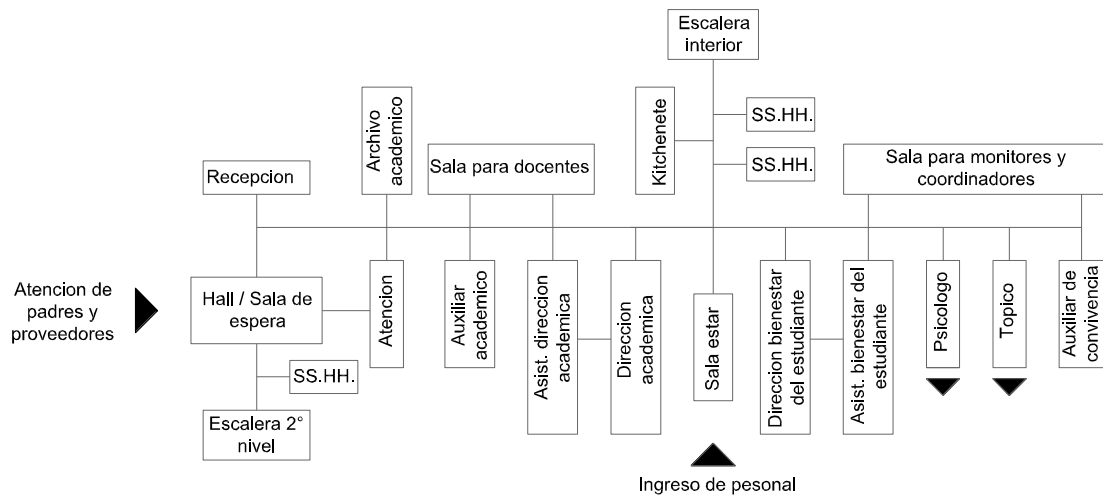 Escalera
interior
Archivo
academico
Kitchenete
SS.HH.
SS.HH.
Recepcion
Sala para docentes
Sala para monitores y
coordinadores
Atencion de
padres y
proveedores
Hall / Sala de
espera
Atencion
Auxiliar
academico
Asist. direccion
academica
Direccion
academica
Sala estar
Direccion bienestar
del estudiante
Asist. bienestar del
estudiante
Psicologo
Topico
Auxiliar de
convivencia
SS.HH.
Escalera 2°
nivel
Ingreso de pesonal